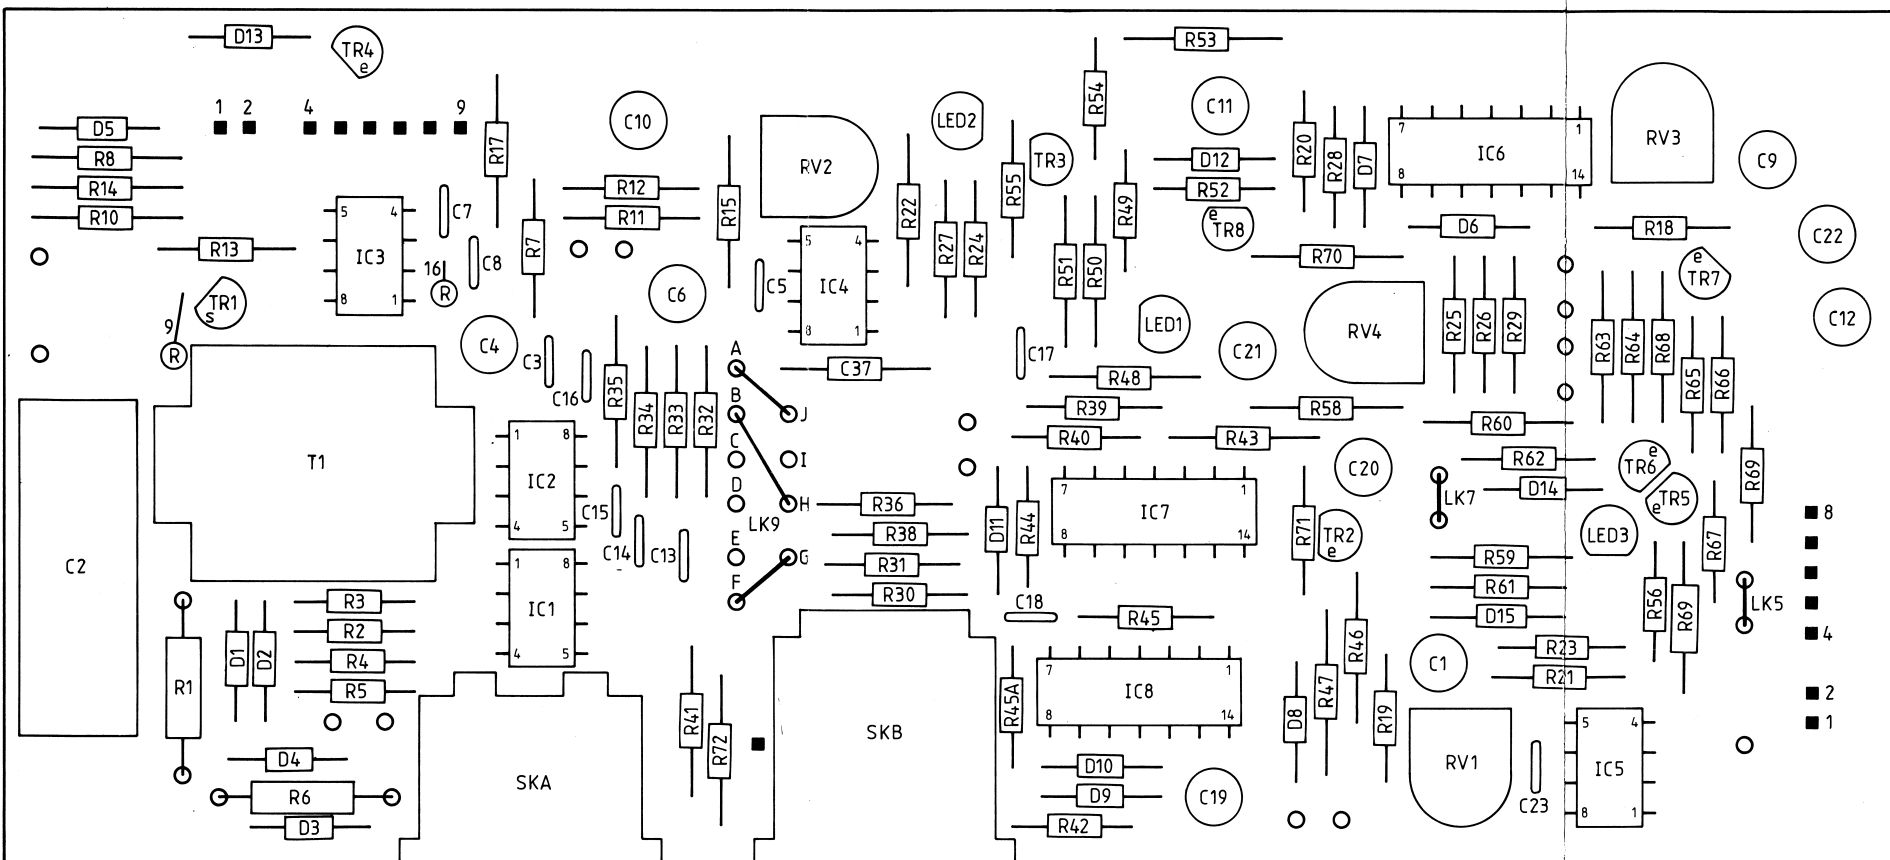 D13
TR4
e
R53
1 2 4 9
D5
R8
R14
R10
R13
R17
C10
R12
R11
R7
C7
C8
5 4
IC3
8 1
16
R
TR1
s
9
R
C4
C6
R15
RV2
C5
5 4
IC4
8 1
R22
LED2
R27
R24
R55
TR3
R54
R51
R50
R49
C11
D12
R52
e
TR8
R70
R20
R28
D7
7 1
IC6
8 14
D6
RV3
C9
R18
C22
e
TR7
C12
LED1
C21
RV4
R25
R26
R29
R63
R64
R68
R65
R66
C3
C16
R35
R34
R33
R32
A
B
C
D
E
F
J
I
H
G
LK9
C37
C17
R48
R39
R40
R43
R58
R60
R62
D14
C20
LK7
e
TR6
TR5
e
LED3
R69
R67
C2
T1
1 8
IC2
4 5
C15
C14
C13
R36
R38
R31
R30
D11
R44
7 1
IC7
8 14
R71
TR2
e
R59
R61
D15
R56
R69
LK5
8
4
2
1
R3
R2
R4
R5
R1
D1
D2
1 8
IC1
4 5
C18
R45
R46
R47
C1
R23
R21
R41
R72
SKB
R45A
7 1
IC8
8 14
D8
R19
RV1
C23
5 4
IC5
8 1
D4
R6
D3
SKA
D10
D9
R42
C19